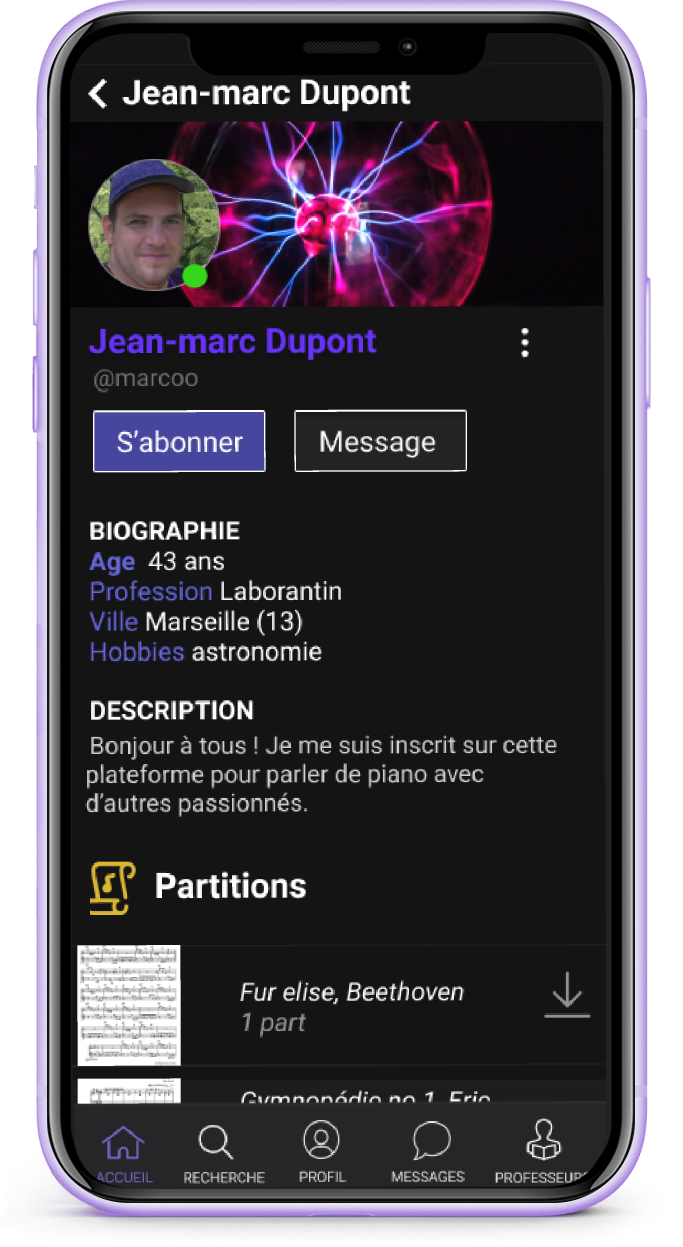 Jean-marc Dupont
Jean-marc Dupont
@marcoo
S'abonner
Message
BIOGRAPHIE
Age 43 ans
Profession Laborantin
Ville Marseille (13)
Hobbies astronomie
DESCRIPTION
Bonjour à tous ! Je me suis inscrit sur cette
plateforme pour parler de piano avec
d'autres passionnés.
Partitions
Fur elise, Beethoven
1 part
Gymnopédie no 1, Eric
ACCUEIL
RECHERCHE
PROFIL
MESSAGES
PROFESSEURS